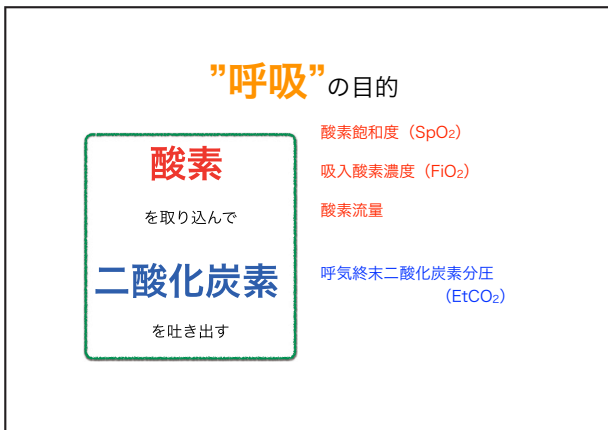 ”呼吸”の目的
酸素
を取り込んで
二酸化炭素
を吐き出す
酸素飽和度（SpO₂）
吸入酸素濃度（FiO₂）
酸素流量
呼気終末二酸化炭素分圧
（EtCO₂）